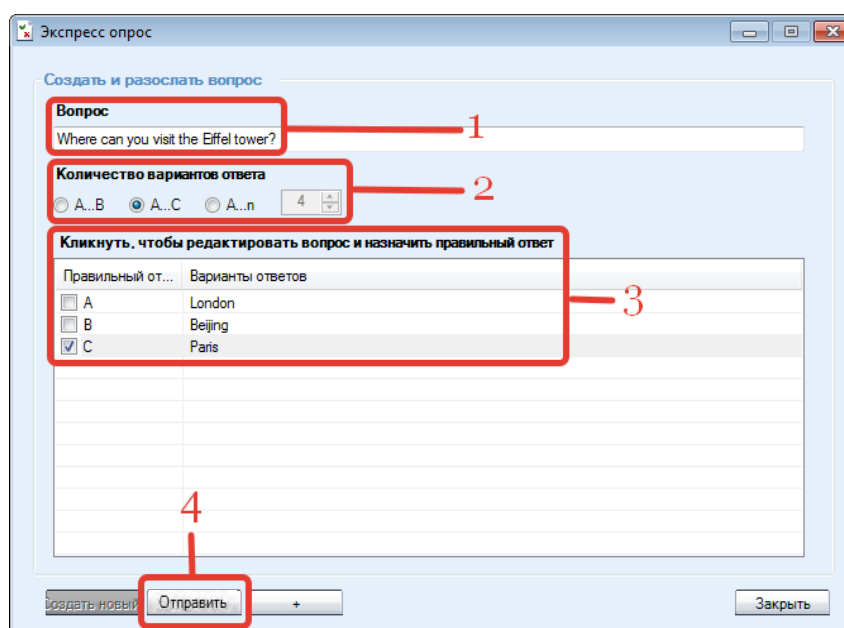 Экспресс опрос
Создать и разослать вопрос
Вопрос
Where can you visit the Eiffel tower?
1
Количество вариантов ответа
A...B A...C A...n 4
2
Кликнуть, чтобы редактировать вопрос и назначить правильный ответ
Правильный от... Варианты ответов
A London
B Beijing
C Paris
3
4
Создать новый Отправить + Закрыть